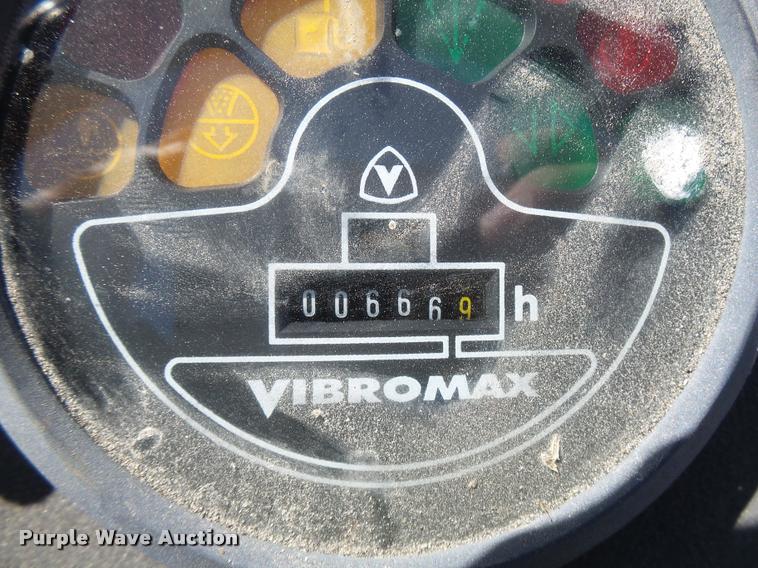 V
006669 h
VIBROMAX
Purple Wave Auction